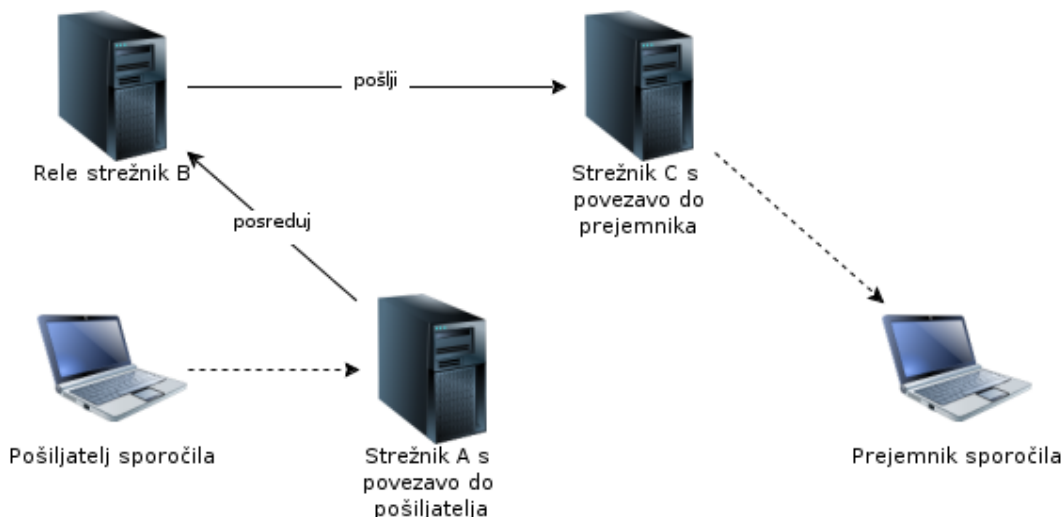 pošlji
Rele strežnik B
Strežnik C s
povezavo do
prejemnika
posreduj
Pošiljatelj sporočila
Strežnik A s
povezavo do
pošiljatelja
Prejemnik sporočila